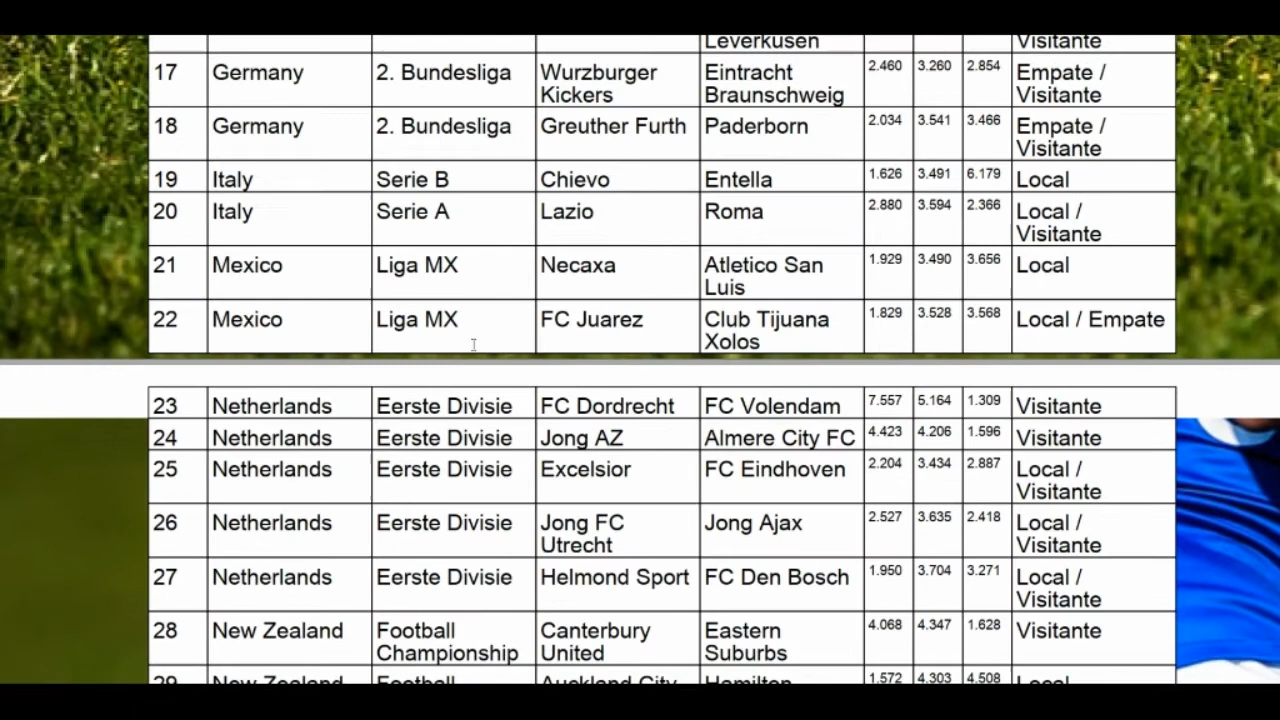 Leverkusen Visitante
17 Germany 2. Bundesliga Wurzburger Eintracht 2.460 3.260 2.854 Empate /
Kickers Braunschweig Visitante
18 Germany 2. Bundesliga Greuther Furth Paderborn 2.034 3.541 3.466 Empate /
Visitante
19 Italy Serie B Chievo Entella 1.626 3.491 6.179 Local
20 Italy Serie A Lazio Roma 2.880 3.594 2.366 Local /
Visitante
21 Mexico Liga MX Necaxa Atletico San 1.929 3.490 3.656 Local
Luis
22 Mexico Liga MX FC Juarez Club Tijuana 1.829 3.528 3.568 Local / Empate
Xolos
23 Netherlands Eerste Divisie FC Dordrecht FC Volendam 7.557 5.164 1.309 Visitante
24 Netherlands Eerste Divisie Jong AZ Almere City FC 4.423 4.206 1.596 Visitante
25 Netherlands Eerste Divisie Excelsior FC Eindhoven 2.204 3.434 2.887 Local /
Visitante
26 Netherlands Eerste Divisie Jong FC Jong Ajax 2.527 3.635 2.418 Local /
Utrecht Visitante
27 Netherlands Eerste Divisie Helmond Sport FC Den Bosch 1.950 3.704 3.271 Local /
Visitante
28 New Zealand Football Canterbury Eastern 4.068 4.347 1.628 Visitante
Championship United Suburbs
29 New Zealand Football Auckland City Hamilton 1.572 4.303 4.508 Local